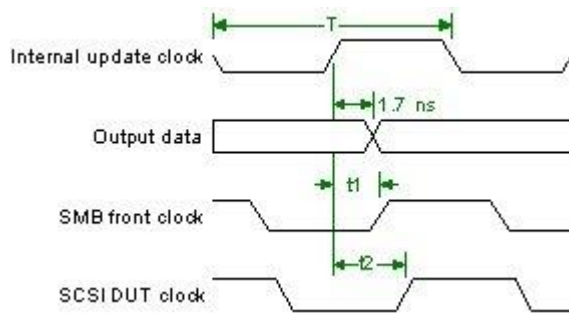 T
Internal update clock
1.7 ns
Output data
t1
SMB front clock
t2
SCSI DUT clock